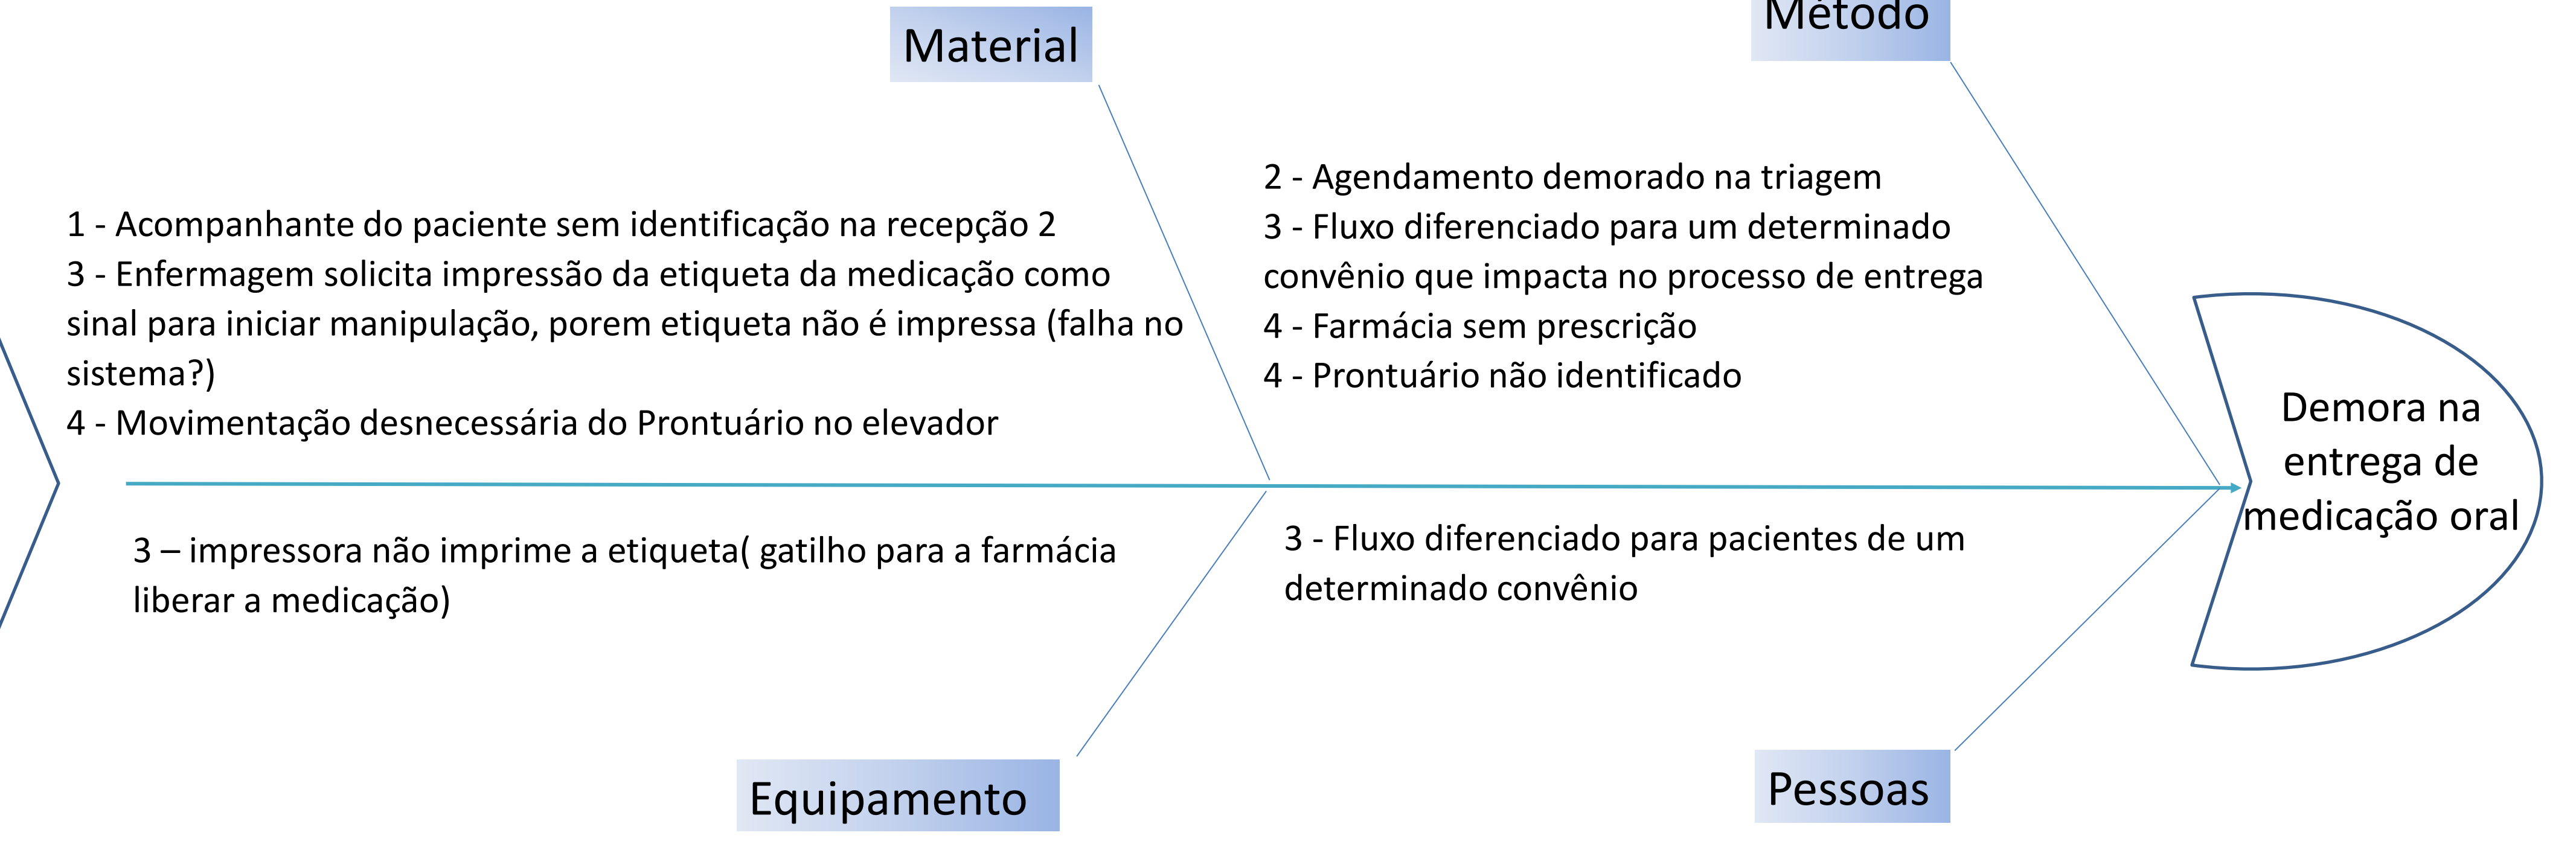 Material
Método
1 - Acompanhante do paciente sem identificação na recepção 2
3 - Enfermagem solicita impressão da etiqueta da medicação como
sinal para iniciar manipulação, porem etiqueta não é impressa (falha no
sistema?)
4 - Movimentação desnecessária do Prontuário no elevador
2 - Agendamento demorado na triagem
3 - Fluxo diferenciado para um determinado
convênio que impacta no processo de entrega
4 - Farmácia sem prescrição
4 - Prontuário não identificado
Demora na
entrega de
medicação oral
3 – impressora não imprime a etiqueta( gatilho para a farmácia
liberar a medicação)
3 - Fluxo diferenciado para pacientes de um
determinado convênio
Equipamento
Pessoas